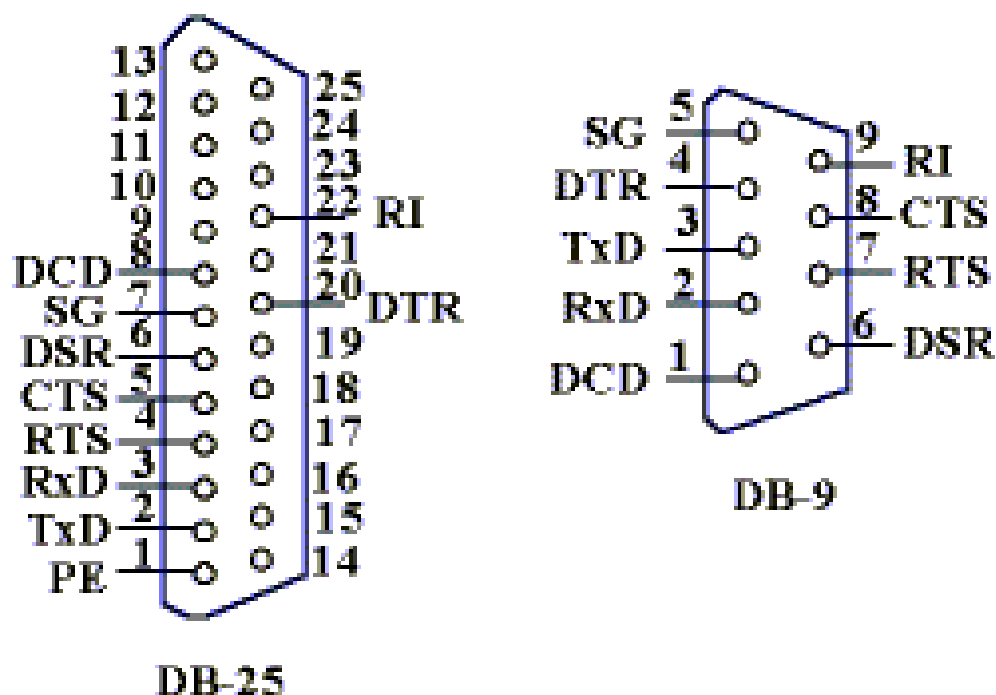 13
12
11
10
9
DCD 8
SG 7
DSR 6
CTS 5
RTS 4
RxD 3
TxD 2
PE 1
25
24
23
22 RI
21
20 DTR
19
18
17
16
15
14
DB-25
SG 5
DTR 4
TxD 3
RxD 2
DCD 1
9 RI
8 CTS
7 RTS
6 DSR
DB-9